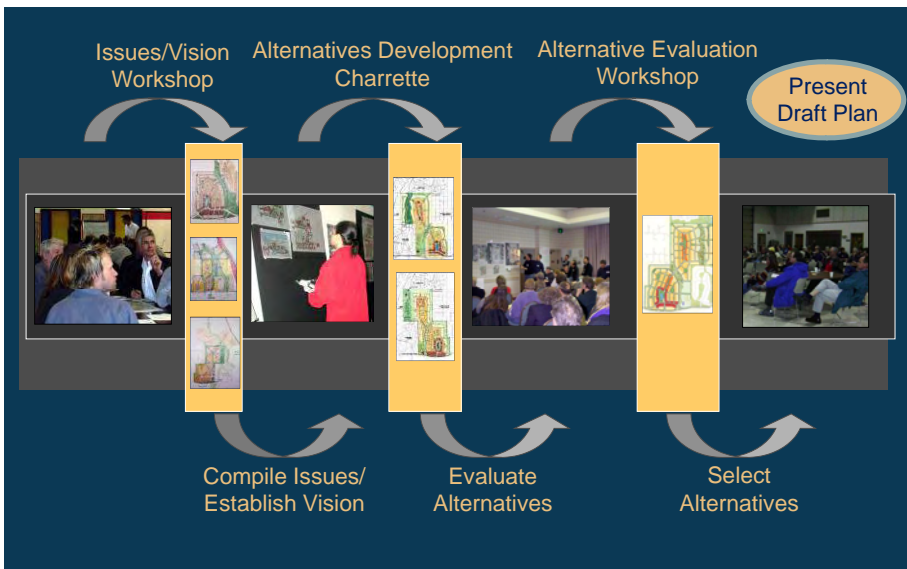 Issues/Vision
Workshop
Alternatives Development
Charrette
Alternative Evaluation
Workshop
Present
Draft Plan
Compile Issues/
Establish Vision
Evaluate
Alternatives
Select
Alternatives